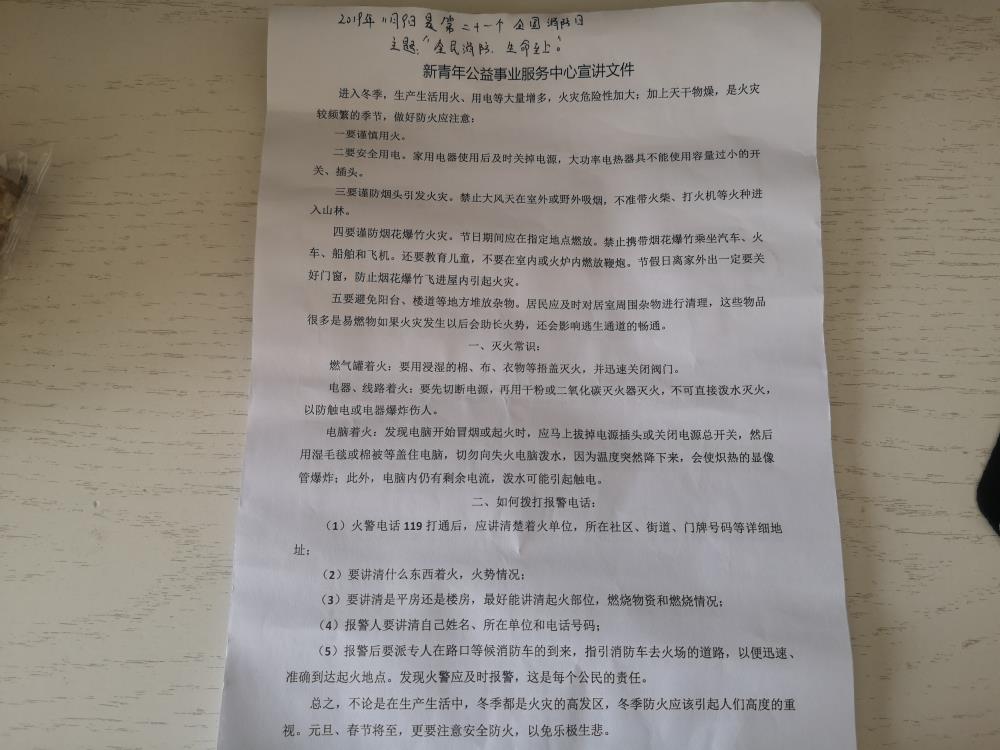 2019年11月9日是第二十一个全国消防日
主题:“全民消防、生命至上”
新青年公益事业服务中心宣讲文件
进入冬季，生产生活用火、用电等大量增多，火灾危险性加大；加上天干物燥，是火灾
较频繁的季节，做好防火应注意：
一要谨慎用火。
二要安全用电。家用电器使用后及时关掉电源，大功率电热器具不能使用容量过小的开
关、插头。
三要谨防烟头引发火灾。禁止大风天在室外或野外吸烟，不准带火柴、打火机等火种进
入山林。
四要谨防烟花爆竹火灾。节日期间应在指定地点燃放。禁止携带烟花爆竹乘坐汽车、火
车、船舶和飞机。还要教育儿童，不要在室内或火炉内燃放鞭炮。节假日离家外出一定要关
好门窗，防止烟花爆竹飞进屋内引起火灾。
五要避免阳台、楼道等地方堆放杂物。居民应及时对居室周围杂物进行清理，这些物品
很多是易燃物如果火灾发生以后会助长火势，还会影响逃生通道的畅通。
一、灭火常识：
燃气罐着火：要用浸湿的棉、布、衣物等捂盖灭火，并迅速关闭阀门。
电器、线路着火：要先切断电源，再用干粉或二氧化碳灭火器灭火，不可直接泼水灭火，
以防触电或电器爆炸伤人。
电脑着火：发现电脑开始冒烟或起火时，应马上拔掉电源插头或关闭电源总开关，然后
用湿毛毯或棉被等盖住电脑，切勿向失火电脑泼水，因为温度突然降下来，会使炽热的显像
管爆炸；此外，电脑内仍有剩余电流，泼水可能引起触电。
二、如何拨打报警电话：
（1）火警电话 119 打通后，应讲清楚着火单位，所在社区、街道、门牌号码等详细地
址；
（2）要讲清什么东西着火，火势情况；
（3）要讲清是平房还是楼房，最好能讲清起火部位，燃烧物资和燃烧情况；
（4）报警人要讲清自己姓名、所在单位和电话号码；
（5）报警后要派专人在路口等候消防车的到来，指引消防车去火场的道路，以便迅速、
准确到达起火地点。发现火警应及时报警，这是每个公民的责任。
总之，不论是在生产生活中，冬季都是火灾的高发区，冬季防火应该引起人们高度的重
视。元旦、春节将至，更要注意安全防火，以免乐极生悲。